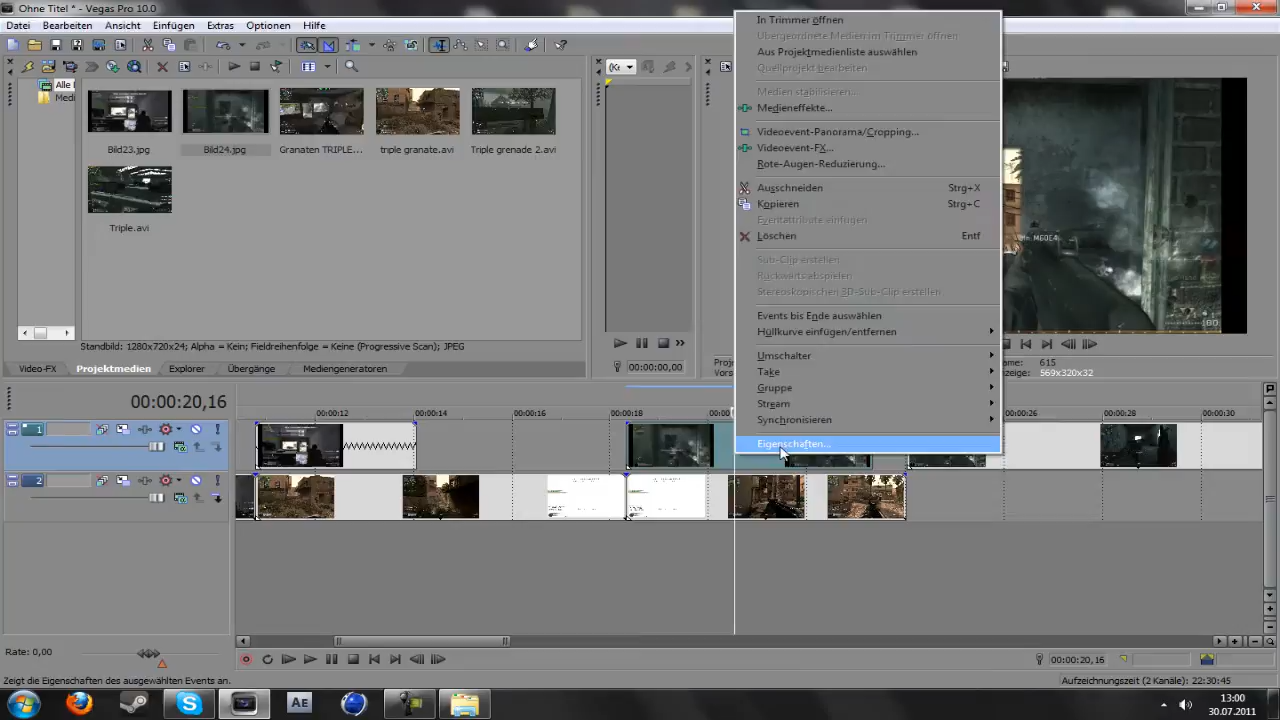 Ohne Titel * - Vegas Pro 10.0
Datei Bearbeiten Ansicht Einfügen Extras Optionen Hilfe
In Trimmer öffnen
Übergeordnete Medien im Trimmer öffnen
Aus Projektmedienliste auswählen
Quellprojekt bearbeiten
Medien stabilisieren...
Medieneffekte...
Videoevent-Panorama/Cropping...
Videoevent-FX...
Rote-Augen-Reduzierung...
Ausschneiden Strg+X
Kopieren Strg+C
Eventattribute einfügen
Löschen Entf
Sub-Clip erstellen
Rückwärts abspielen
Stereoskopischen 3D-Sub-Clip erstellen
Events bis Ende auswählen
Hüllkurve einfügen/entfernen
Umschalter
Take
Gruppe
Stream
Synchronisieren
Eigenschaften...
Alle
Medi
Bild23.jpg Bild24.jpg Granaten TRIPLE... triple granate.avi Triple grenade 2.avi
Triple.avi
Standbild: 1280x720x24; Alpha = Kein; Fieldreihenfolge = Keine (Progressive Scan); JPEG
Video-FX Projektmedien Explorer Übergänge Mediengeneratoren
00:00:00,00
M60E4
615
569x320x32
00:00:20,16
00:00:12 00:00:14 00:00:16 00:00:18 00:00:26 00:00:28 00:00:30
1
2
Rate: 0,00
00:00:20,16
Zeigt die Eigenschaften des ausgewählten Events an.
Aufzeichnungszeit (2 Kanäle): 22:30:45
Ae
13:00
30.07.2011